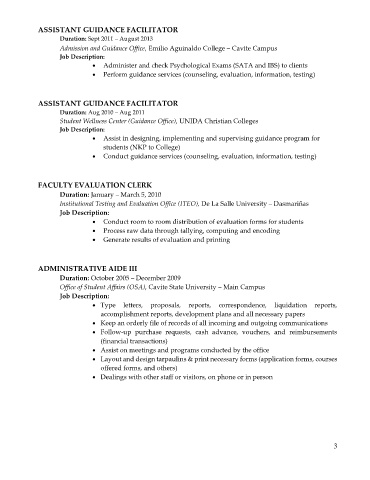 ASSISTANT GUIDANCE FACILITATOR
Duration: Sept 2011 – August 2013
Admission and Guidance Office, Emilio Aguinaldo College – Cavite Campus
Job Description:
• Administer and check Psychological Exams (SATA and IBS) to clients
• Perform guidance services (counseling, evaluation, information, testing)
ASSISTANT GUIDANCE FACILITATOR
Duration: Aug 2010 – Aug 2011
Student Wellness Center (Guidance Office), UNIDA Christian Colleges
Job Description:
• Assist in designing, implementing and supervising guidance program for
students (NKP to College)
• Conduct guidance services (counseling, evaluation, information, testing)
FACULTY EVALUATION CLERK
Duration: January – March 5, 2010
Institutional Testing and Evaluation Office (ITEO), De La Salle University – Dasmariñas
Job Description:
• Conduct room to room distribution of evaluation forms for students
• Process raw data through tallying, computing and encoding
• Generate results of evaluation and printing
ADMINISTRATIVE AIDE III
Duration: October 2005 – December 2009
Office of Student Affairs (OSA), Cavite State University – Main Campus
Job Description:
• Type letters, proposals, reports, correspondence, liquidation reports,
accomplishment reports, development plans and all necessary papers
• Keep an orderly file of records of all incoming and outgoing communications
• Follow-up purchase requests, cash advance, vouchers, and reimbursements
(financial transactions)
• Assist on meetings and programs conducted by the office
• Layout and design tarpaulins & print necessary forms (application forms, courses
offered forms, and others)
• Dealings with other staff or visitors, on phone or in person
3